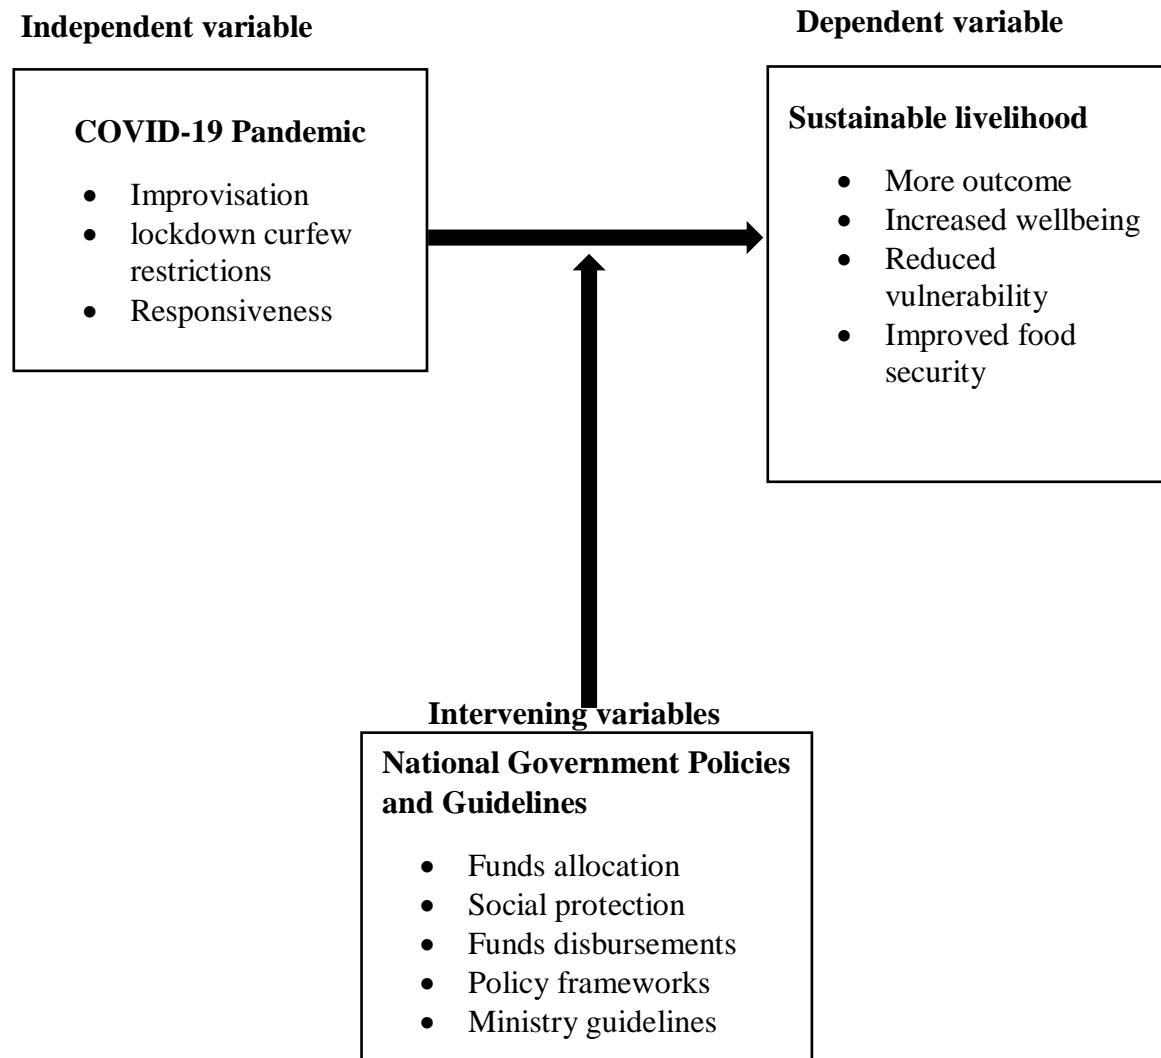 Independent variable
COVID-19 Pandemic
• Improvisation
• lockdown curfew
restrictions
• Responsiveness
Dependent variable
Sustainable livelihood
• More outcome
• Increased wellbeing
• Reduced
vulnerability
• Improved food
security
Intervening variables
National Government Policies
and Guidelines
• Funds allocation
• Social protection
• Funds disbursements
• Policy frameworks
• Ministry guidelines